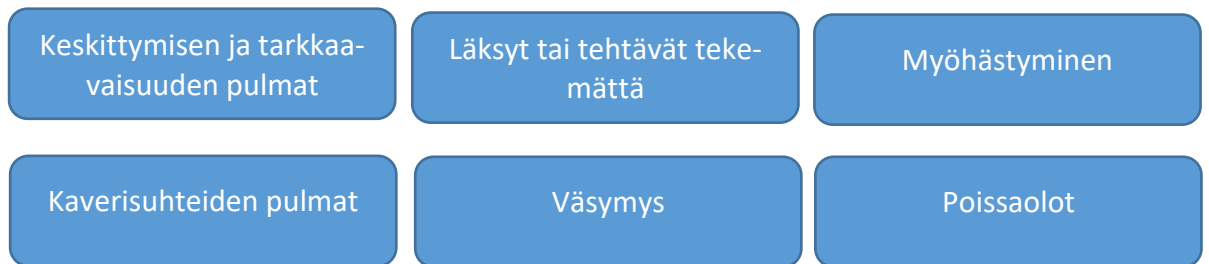 Keskittymisen ja tarkkaa-
vaisuuden pulmat
Läksyt tai tehtävät teke-
mättä
Myöhästyminen
Kaverisuhteiden pulmat
Väsymys
Poissaolot